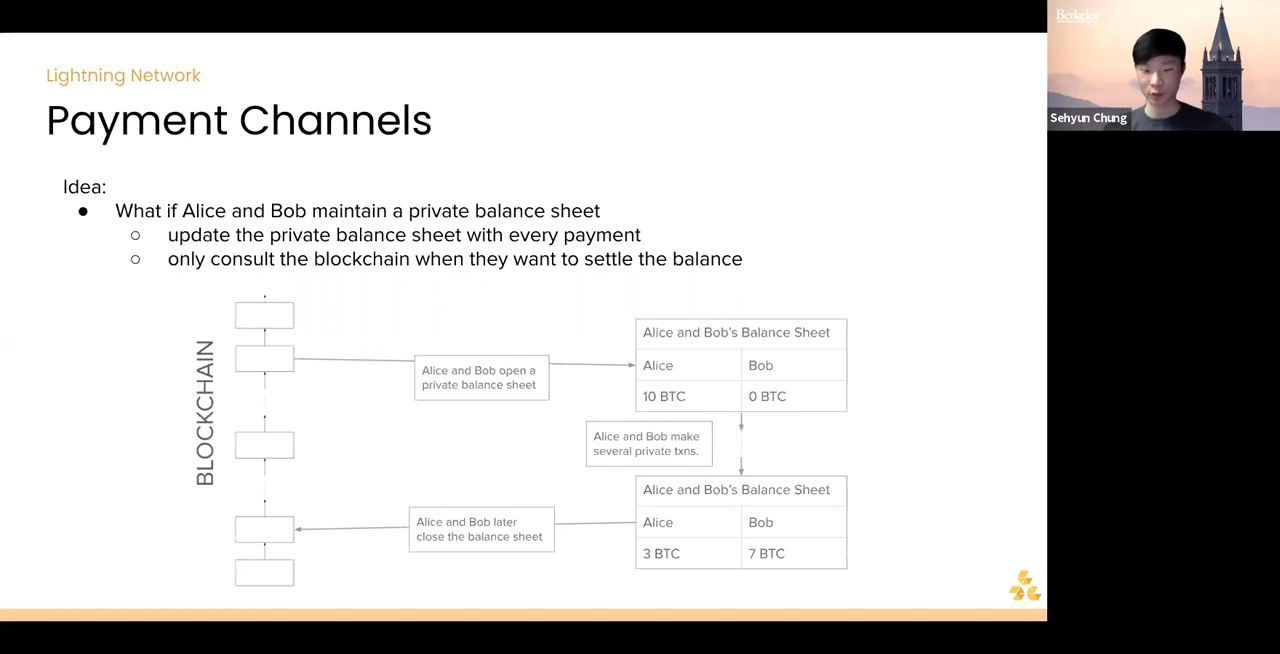 Lightning Network
Payment Channels
Idea:
● What if Alice and Bob maintain a private balance sheet
○ update the private balance sheet with every payment
○ only consult the blockchain when they want to settle the balance
BLOCKCHAIN
Alice and Bob open a
private balance sheet
Alice and Bob's Balance Sheet
Alice Bob
10 BTC 0 BTC
Alice and Bob make
several private txns.
Alice and Bob's Balance Sheet
Alice Bob
3 BTC 7 BTC
Alice and Bob later
close the balance sheet
Berkeley
Sehyun Chung